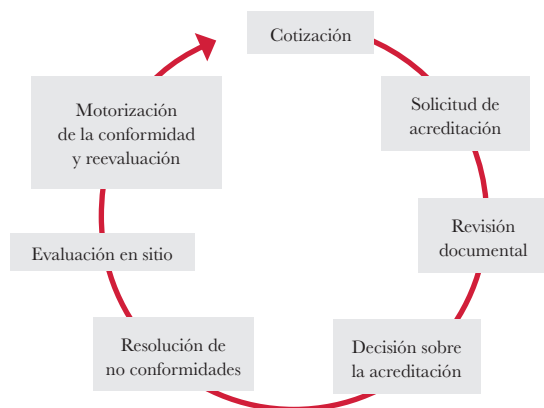 Cotización
Solicitud de
acreditación
Revisión
documental
Decisión sobre
la acreditación
Resolución de
no conformidades
Evaluación en sitio
Motorización
de la conformidad
y reevaluación